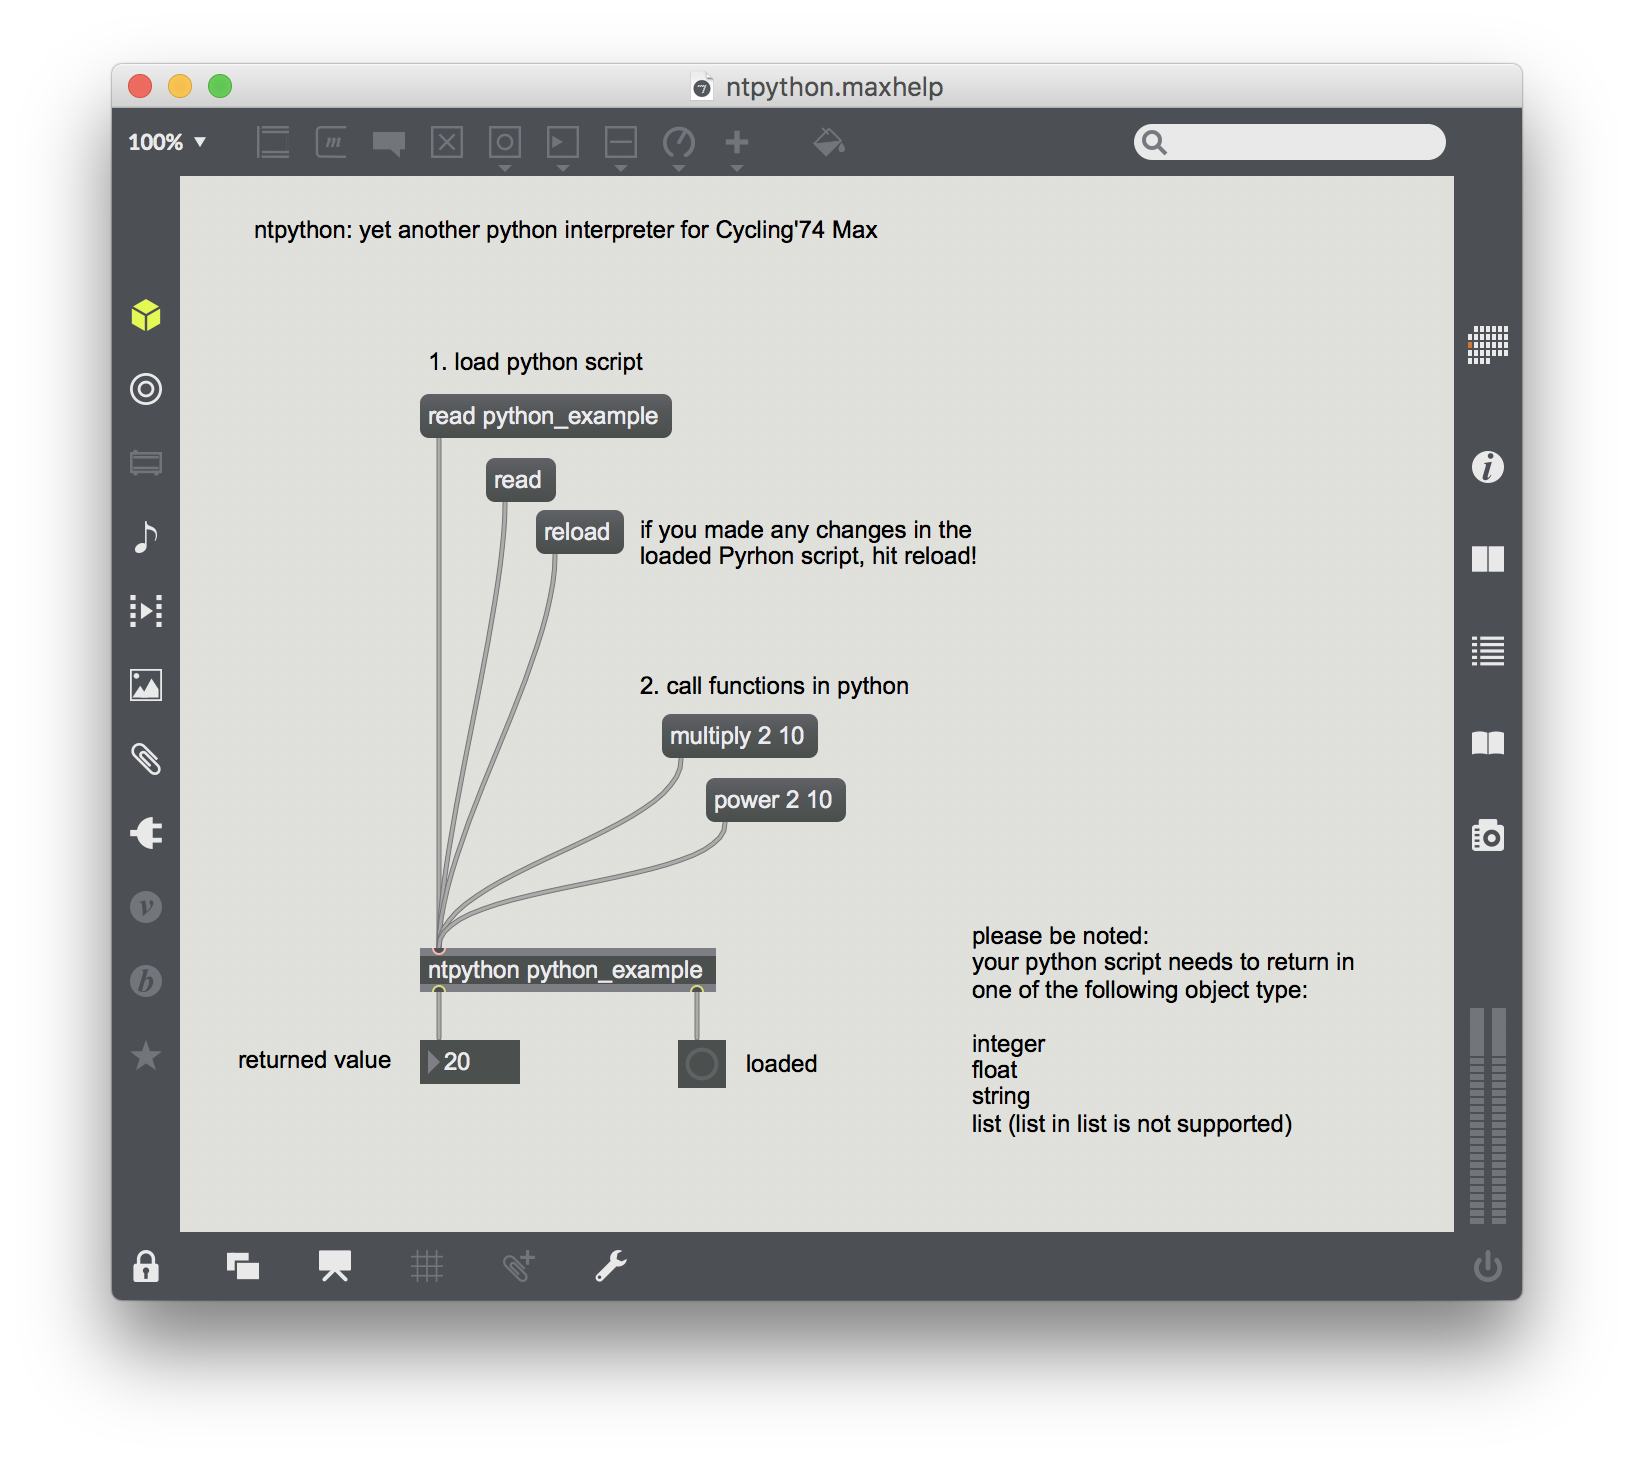 ntpython.maxhelp
100%
ntpython: yet another python interpreter for Cycling'74 Max
1. load python script
read python_example
read
reload
if you made any changes in the
loaded Pyrhon script, hit reload!
2. call functions in python
multiply 2 10
power 2 10
ntpython python_example
returned value
20
loaded
please be noted:
your python script needs to return in
one of the following object type:
integer
float
string
list (list in list is not supported)